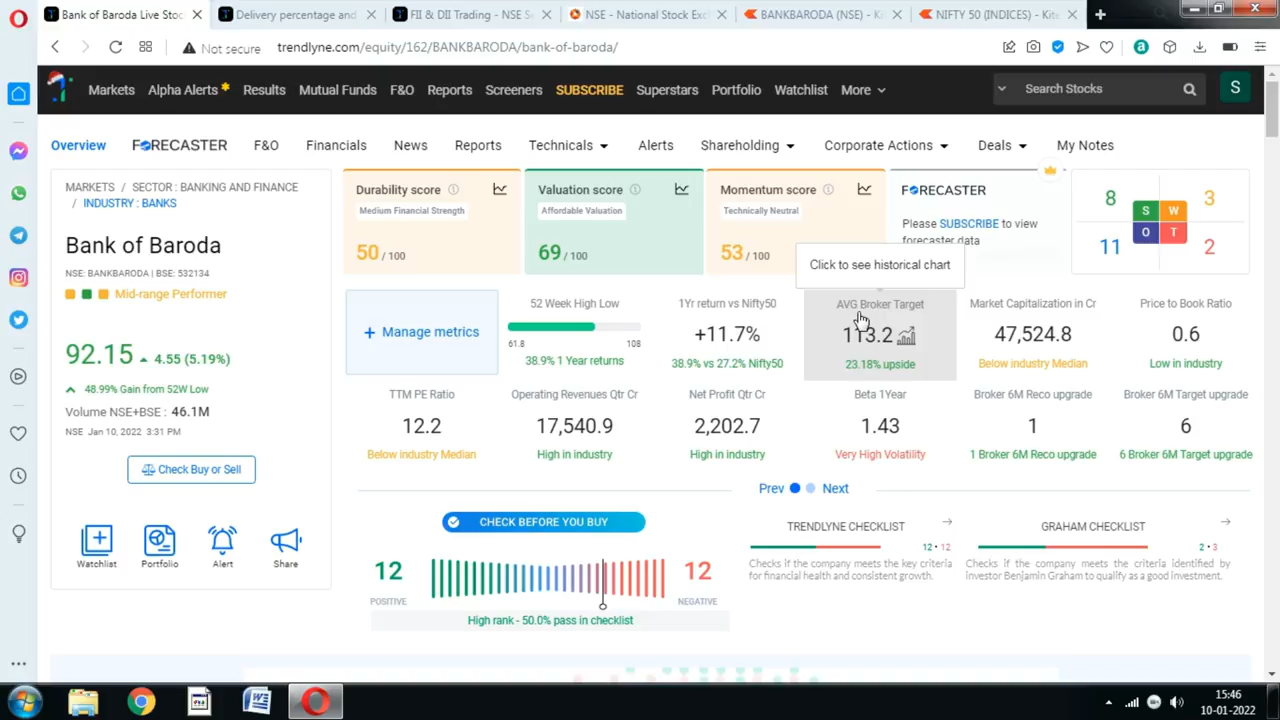 Bank of Baroda Live Stoc
Delivery percentage and
FII & DII Trading - NSE Se
NSE - National Stock Exc
BANKBARODA (NSE) - Ki
NIFTY 50 (INDICES) - Kite
Not secure
trendlyne.com/equity/162/BANKBARODA/bank-of-baroda/
Markets Alpha Alerts Results Mutual Funds F&O Reports Screeners SUBSCRIBE Superstars Portfolio Watchlist More
Search Stocks
S
Overview FORECASTER F&O Financials News Reports Technicals Alerts Shareholding Corporate Actions Deals My Notes
MARKETS / SECTOR : BANKING AND FINANCE
/ INDUSTRY : BANKS
Bank of Baroda
NSE: BANKBARODA | BSE: 532134
Mid-range Performer
92.15 4.55 (5.19%)
48.99% Gain from 52W Low
Volume NSE+BSE : 46.1M
NSE Jan 10, 2022 3:31 PM
Check Buy or Sell
Watchlist
Portfolio
Alert
Share
Durability score
Medium Financial Strength
50 / 100
Valuation score
Affordable Valuation
69 / 100
Momentum score
Technically Neutral
53 / 100
FORECASTER
Please SUBSCRIBE to view
forecaster data
8 S W 3
11 O T 2
Click to see historical chart
+ Manage metrics
52 Week High Low
61.8 108
38.9% 1 Year returns
1Yr return vs Nifty50
+11.7%
38.9% vs 27.2% Nifty50
AVG Broker Target
113.2
23.18% upside
Market Capitalization in Cr
47,524.8
Below industry Median
Price to Book Ratio
0.6
Low in industry
TTM PE Ratio
12.2
Below industry Median
Operating Revenues Qtr Cr
17,540.9
High in industry
Net Profit Qtr Cr
2,202.7
High in industry
Beta 1Year
1.43
Very High Volatility
Broker 6M Reco upgrade
1
1 Broker 6M Reco upgrade
Broker 6M Target upgrade
6
6 Broker 6M Target upgrade
Prev Next
CHECK BEFORE YOU BUY
12
POSITIVE
12
NEGATIVE
High rank - 50.0% pass in checklist
TRENDLYNE CHECKLIST
12 • 12
Checks if the company meets the key criteria
for financial health and consistent growth.
GRAHAM CHECKLIST
2 • 3
Checks if the company meets the criteria identified by
investor Benjamin Graham to qualify as a good investment.
15:46
10-01-2022